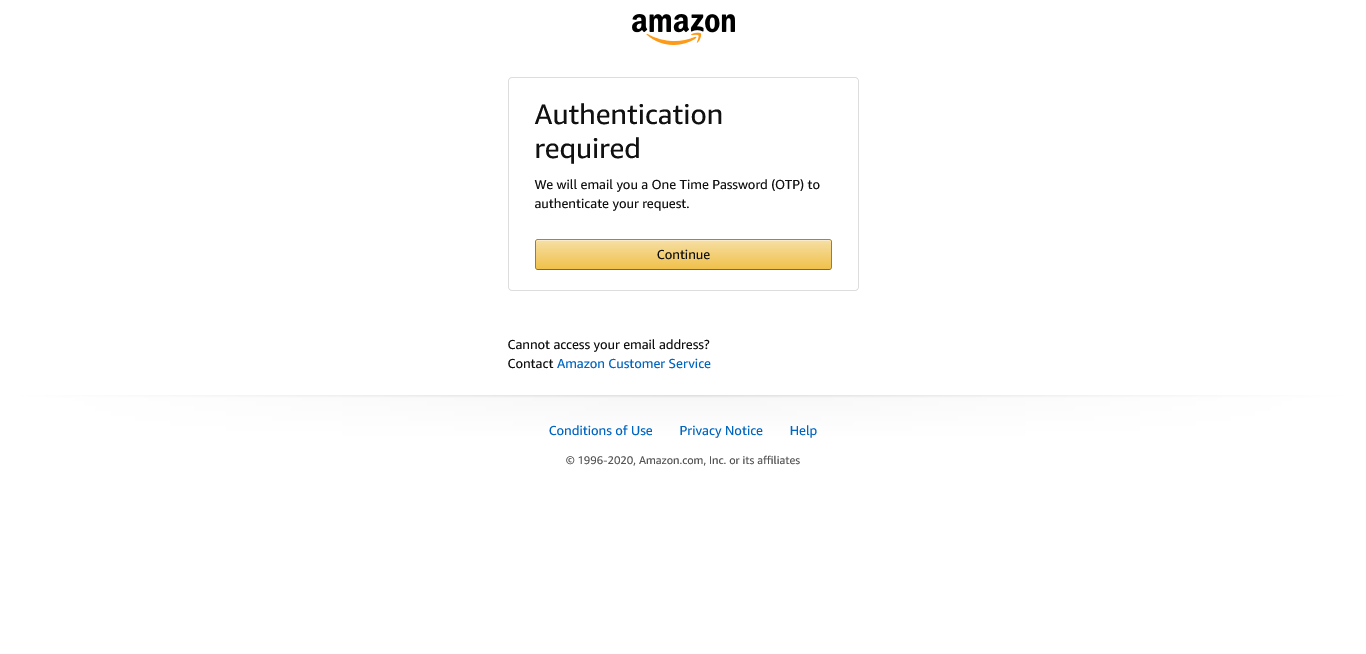 amazon
Authentication
required
We will email you a One Time Password (OTP) to
authenticate your request.
Continue
Cannot access your email address?
Contact Amazon Customer Service
Conditions of Use Privacy Notice Help
© 1996-2020, Amazon.com, Inc. or its affiliates